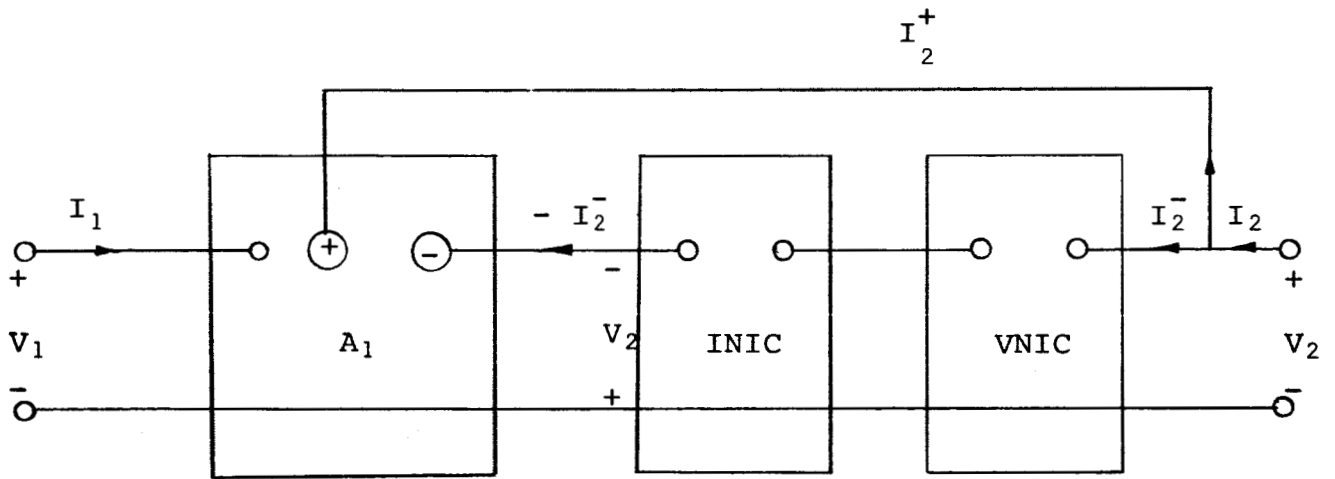 I₂⁺
I₁
+
-
- I₂⁻
I₂⁻
I₂
+
-
+
V₁
A₁
V₂
INIC
VNIC
V₂
-
+
-